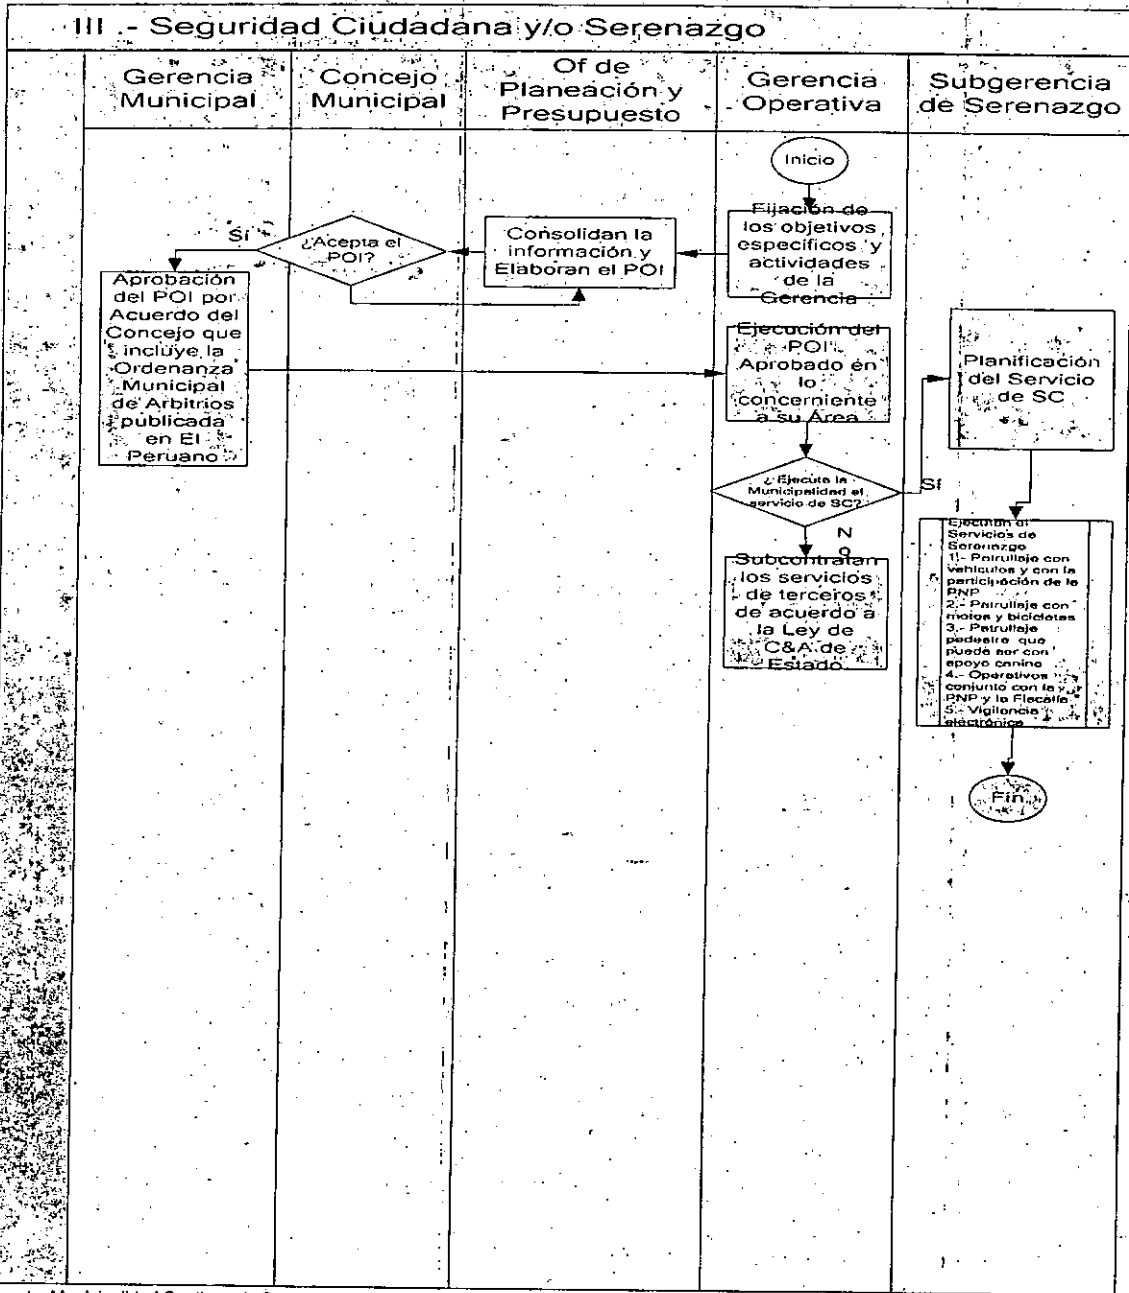 III .- Seguridad Ciudadana y/o Serenazgo
Gerencia
Municipal
Concejo
Municipal
Of de
Planeación y
Presupuesto
Gerencia
Operativa
Subgerencia
de Serenazgo
Inicio
Fijación de
los objetivos
específicos y
actividades
de la
Gerencia
Consolidan la
información y
Elaboran el POI
¿Acepta el
POI?
Sí
Aprobación
del POI por
Acuerdo del
Concejo que
incluye la
Ordenanza
Municipal
de Arbitrios
publicada
en El
Peruano
Ejecución del
POI
Aprobado en
lo
concerniente
a su Área
¿Ejecuta la
Municipalidad el
servicio de SC?
Sí
N
o
Subcontratan
los servicios
de terceros
de acuerdo a
la Ley de
C&A de
Estado
Planificación
del Servicio
de SC
Ejecutan el
Servicios de
Serenazgo
1.- Patrullaje con
vehículos y con la
participación de la
PNP
2.- Patrullaje con
motos y bicicletas
3.- Patrullaje
pedestre que
puede ser con
apoyo canino
4.- Operativos
conjunto con la
PNP y la Fiscalía
5.- Vigilancia
electrónica
Fin